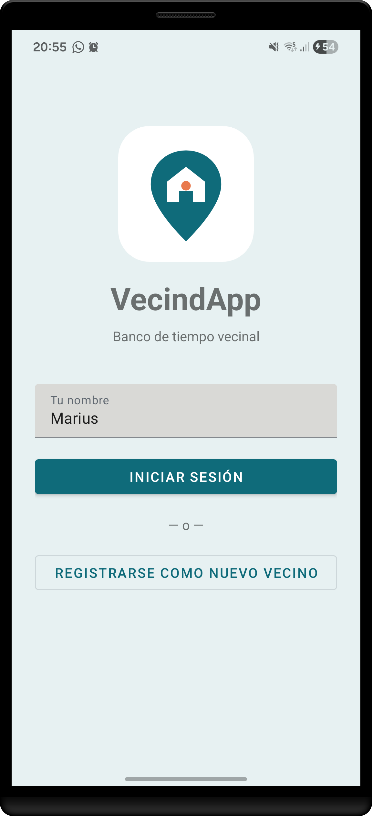 20:55
54
VecindApp
Banco de tiempo vecinal
Tu nombre
Marius
INICIAR SESIÓN
— o —
REGISTRARSE COMO NUEVO VECINO